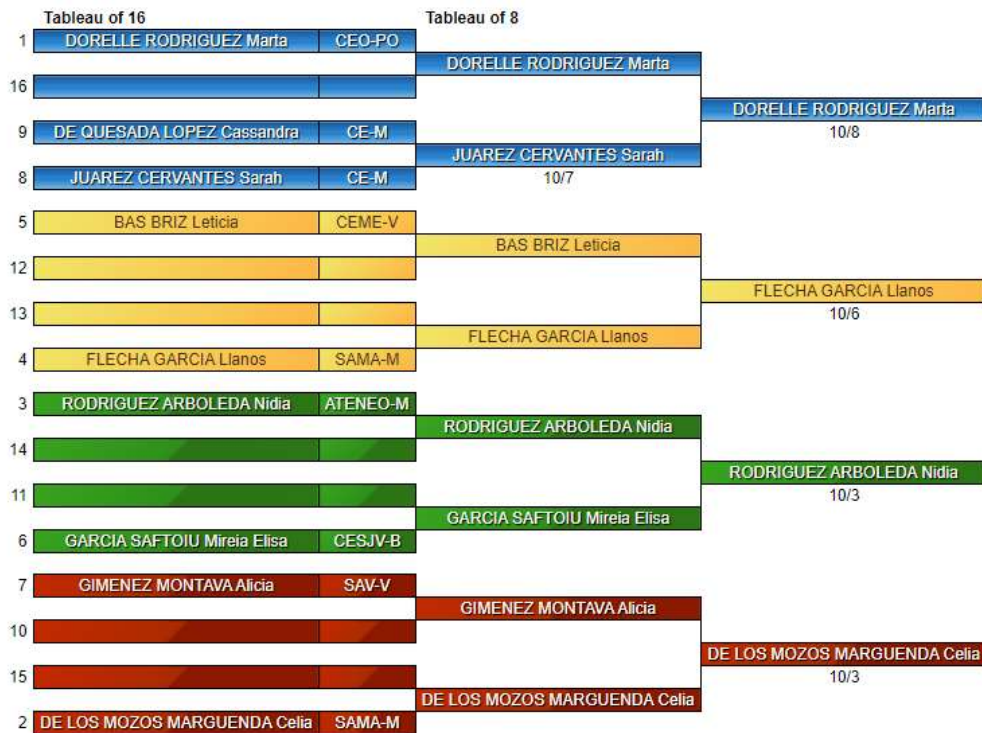 Tableau of 16 Tableau of 8
1 DORELLE RODRIGUEZ Marta CEO-PO
DORELLE RODRIGUEZ Marta
16
DORELLE RODRIGUEZ Marta
9 DE QUESADA LOPEZ Cassandra CE-M
10/8
JUAREZ CERVANTES Sarah
8 JUAREZ CERVANTES Sarah CE-M
10/7
5 BAS BRIZ Leticia CEME-V
BAS BRIZ Leticia
12
FLECHA GARCIA Llanos
13
10/6
FLECHA GARCIA Llanos
4 FLECHA GARCIA Llanos SAMA-M
3 RODRIGUEZ ARBOLEDA Nidia ATENEO-M
RODRIGUEZ ARBOLEDA Nidia
14
RODRIGUEZ ARBOLEDA Nidia
11
10/3
GARCIA SAFTOIU Mireia Elisa
6 GARCIA SAFTOIU Mireia Elisa CESJV-B
7 GIMENEZ MONTAVA Alicia SAV-V
GIMENEZ MONTAVA Alicia
10
DE LOS MOZOS MARGUENDA Celia
15
10/3
DE LOS MOZOS MARGUENDA Celia
2 DE LOS MOZOS MARGUENDA Celia SAMA-M